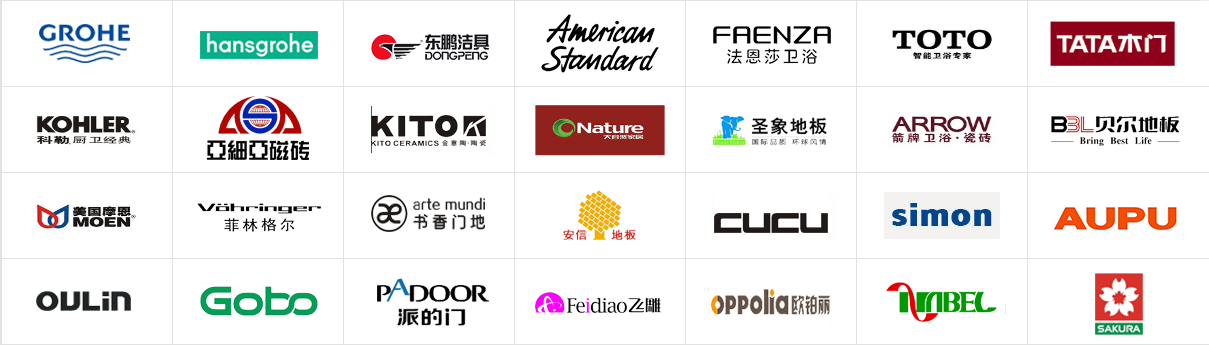 GROHE
hansgrohe
东鹏洁具
DONGPENG
American
Standard
FAENZA
法恩莎卫浴
TOTO
智能卫浴专家
TATA木门
KOHLER®
科勒厨卫经典
亞細亞磁砖
KITO
KITO CERAMICS 金意陶·陶瓷
Nature
大自然家居
圣象地板
国际品质 环球风情
ARROW
箭牌卫浴·瓷砖
BBL贝尔地板
Bring Best Life
美国摩恩
MOEN®
Vöhringer
菲林格尔
æ
arte mundi
书香门地
安信地板
CUCU
simon
AUPU
OULIN
GOBO
PADOOR
派的门
Feidiao飞雕
OPPOLIA欧铂丽
NABEL
SAKURA